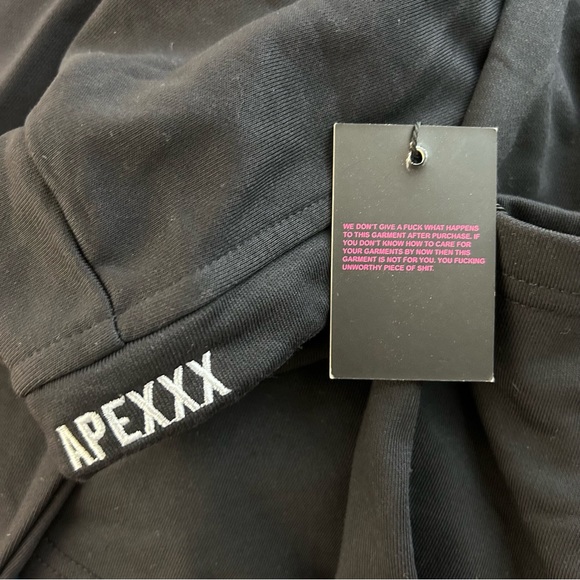 WE DON'T GIVE A FUCK WHAT HAPPENS
TO THIS GARMENT AFTER PURCHASE. IF
YOU DON'T KNOW HOW TO CARE FOR
YOUR GARMENTS BY NOW THEN THIS
GARMENT IS NOT FOR YOU. YOU FUCKING
UNWORTHY PIECE OF SHIT.
APEXXX